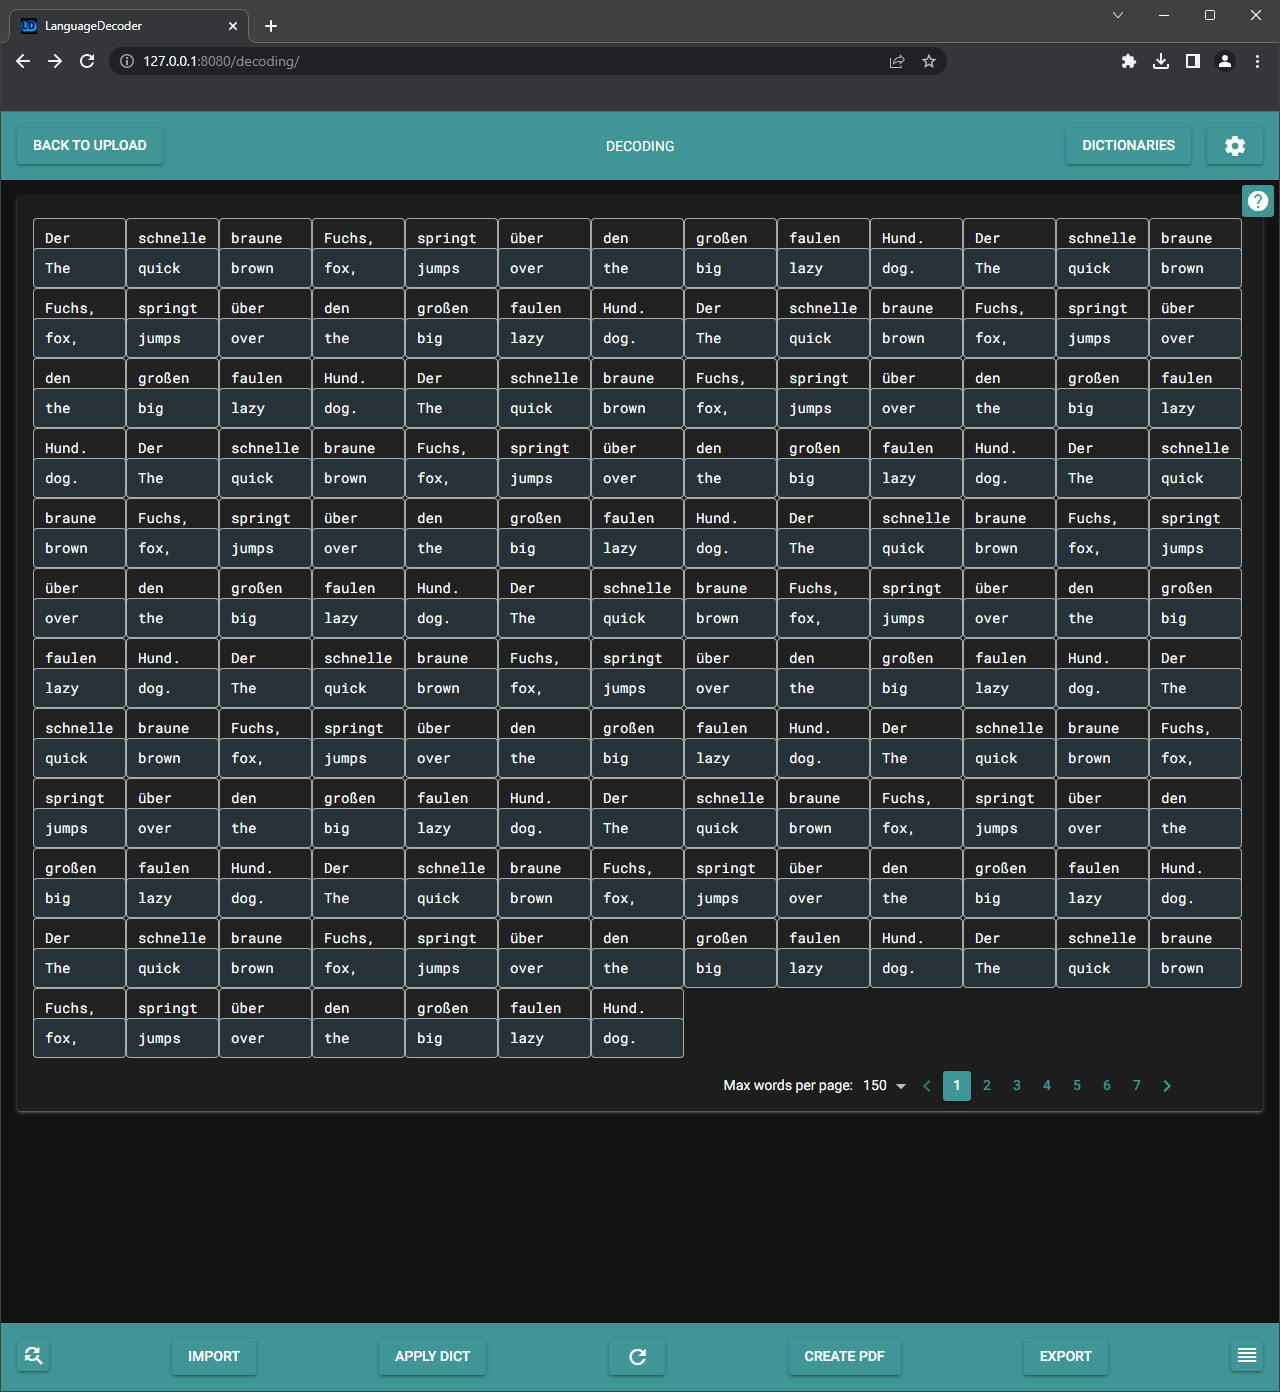 LanguageDecoder
127.0.0.1:8080/decoding/
BACK TO UPLOAD DECODING DICTIONARIES
Der schnelle braune Fuchs, springt über den großen faulen Hund. Der schnelle braune
The quick brown fox, jumps over the big lazy dog. The quick brown
Fuchs, springt über den großen faulen Hund. Der schnelle braune Fuchs, springt über
fox, jumps over the big lazy dog. The quick brown fox, jumps over
den großen faulen Hund. Der schnelle braune Fuchs, springt über den großen faulen
the big lazy dog. The quick brown fox, jumps over the big lazy
Hund. Der schnelle braune Fuchs, springt über den großen faulen Hund. Der schnelle
dog. The quick brown fox, jumps over the big lazy dog. The quick
braune Fuchs, springt über den großen faulen Hund. Der schnelle braune Fuchs, springt
brown fox, jumps over the big lazy dog. The quick brown fox, jumps
über den großen faulen Hund. Der schnelle braune Fuchs, springt über den großen
over the big lazy dog. The quick brown fox, jumps over the big
faulen Hund. Der schnelle braune Fuchs, springt über den großen faulen Hund. Der
lazy dog. The quick brown fox, jumps over the big lazy dog. The
schnelle braune Fuchs, springt über den großen faulen Hund. Der schnelle braune Fuchs,
quick brown fox, jumps over the big lazy dog. The quick brown fox,
springt über den großen faulen Hund. Der schnelle braune Fuchs, springt über den
jumps over the big lazy dog. The quick brown fox, jumps over the
großen faulen Hund. Der schnelle braune Fuchs, springt über den großen faulen Hund.
big lazy dog. The quick brown fox, jumps over the big lazy dog.
Der schnelle braune Fuchs, springt über den großen faulen Hund. Der schnelle braune
The quick brown fox, jumps over the big lazy dog. The quick brown
Fuchs, springt über den großen faulen Hund.
fox, jumps over the big lazy dog.
Max words per page: 150 1 2 3 4 5 6 7
IMPORT APPLY DICT CREATE PDF EXPORT